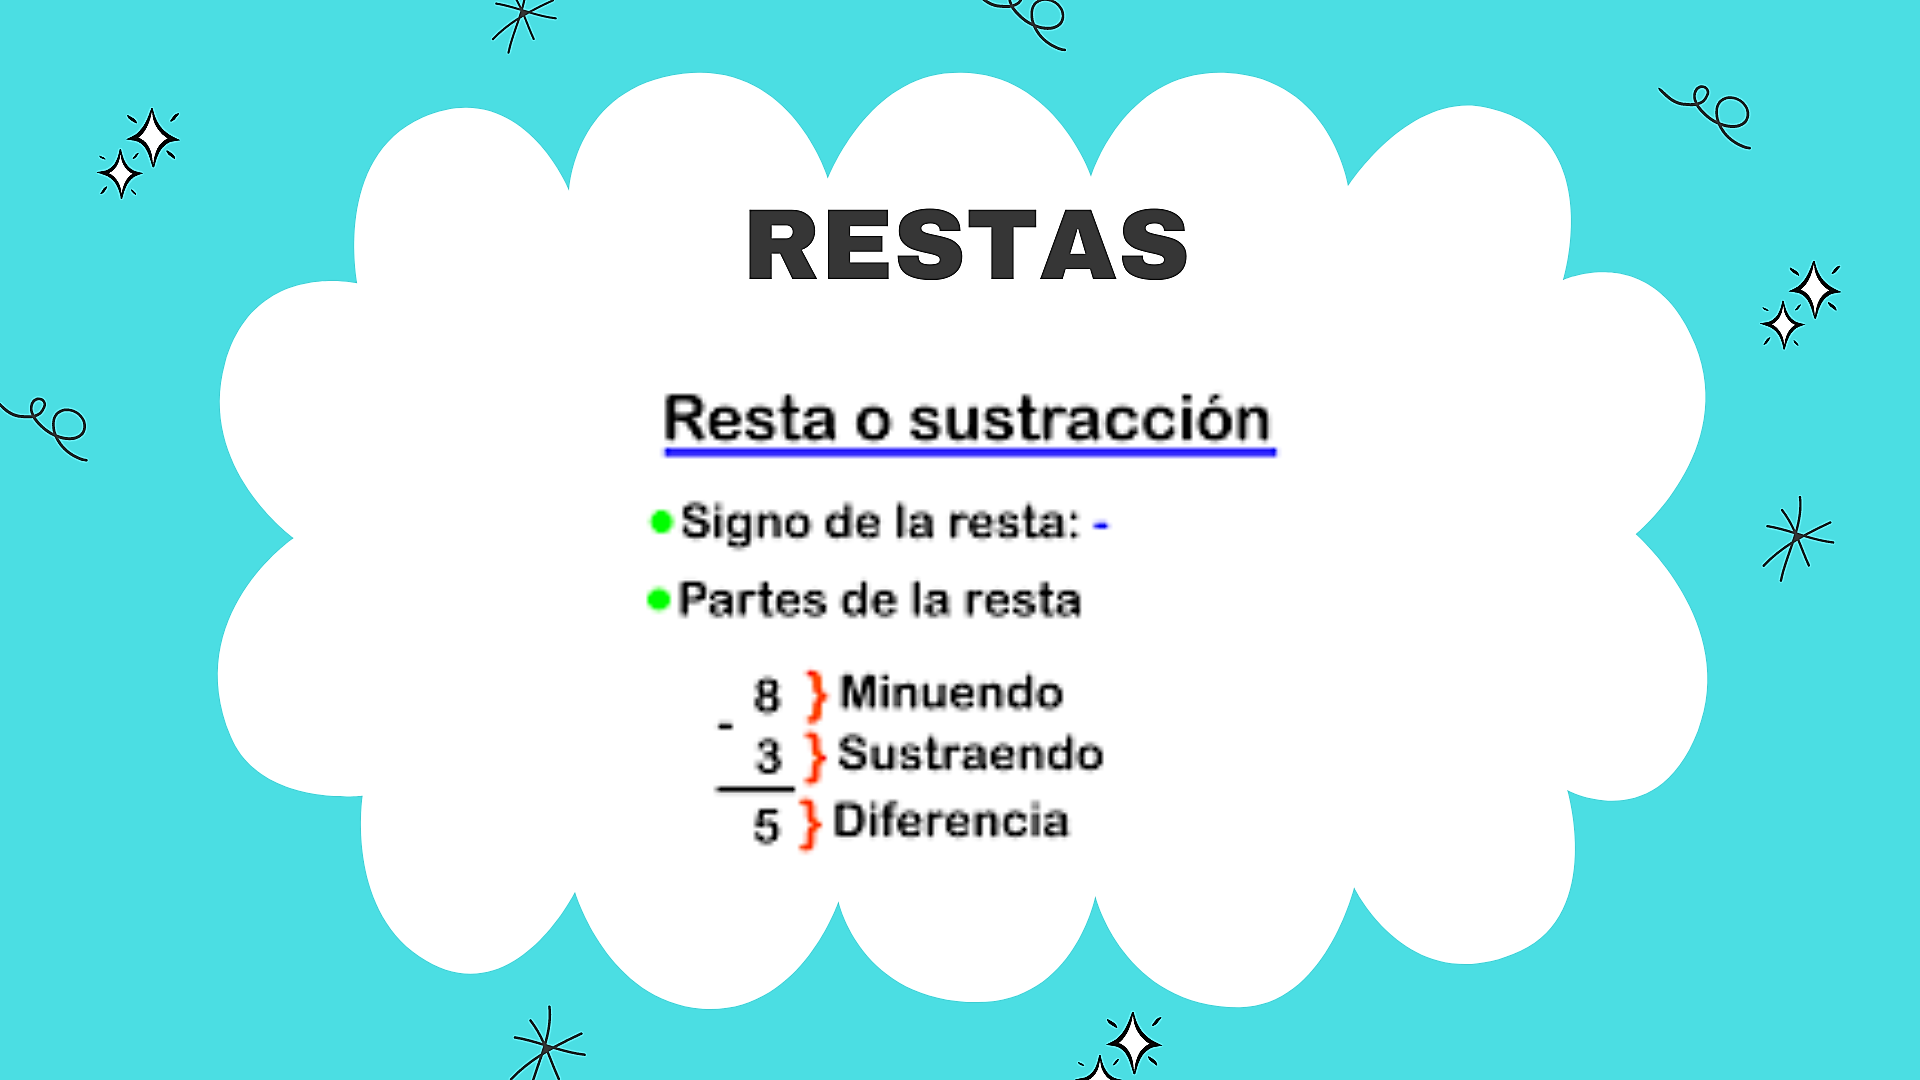 RESTAS
Resta o sustracción
Signo de la resta: -
Partes de la resta
8 } Minuendo
-
3 } Sustraendo
5 } Diferencia